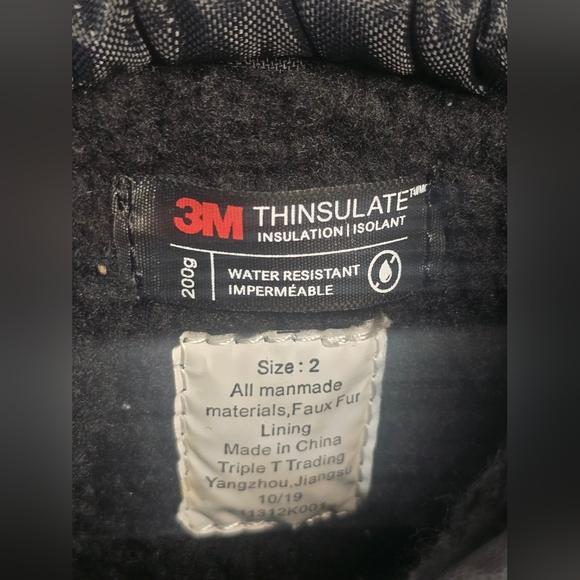 3M THINSULATE™
INSULATION | ISOLANT
200g
WATER RESISTANT
IMPERMÉABLE
Size : 2
All manmade
materials,Faux Fur
Lining
Made in China
Triple T Trading
Yangzhou,Jiangsu
10/19